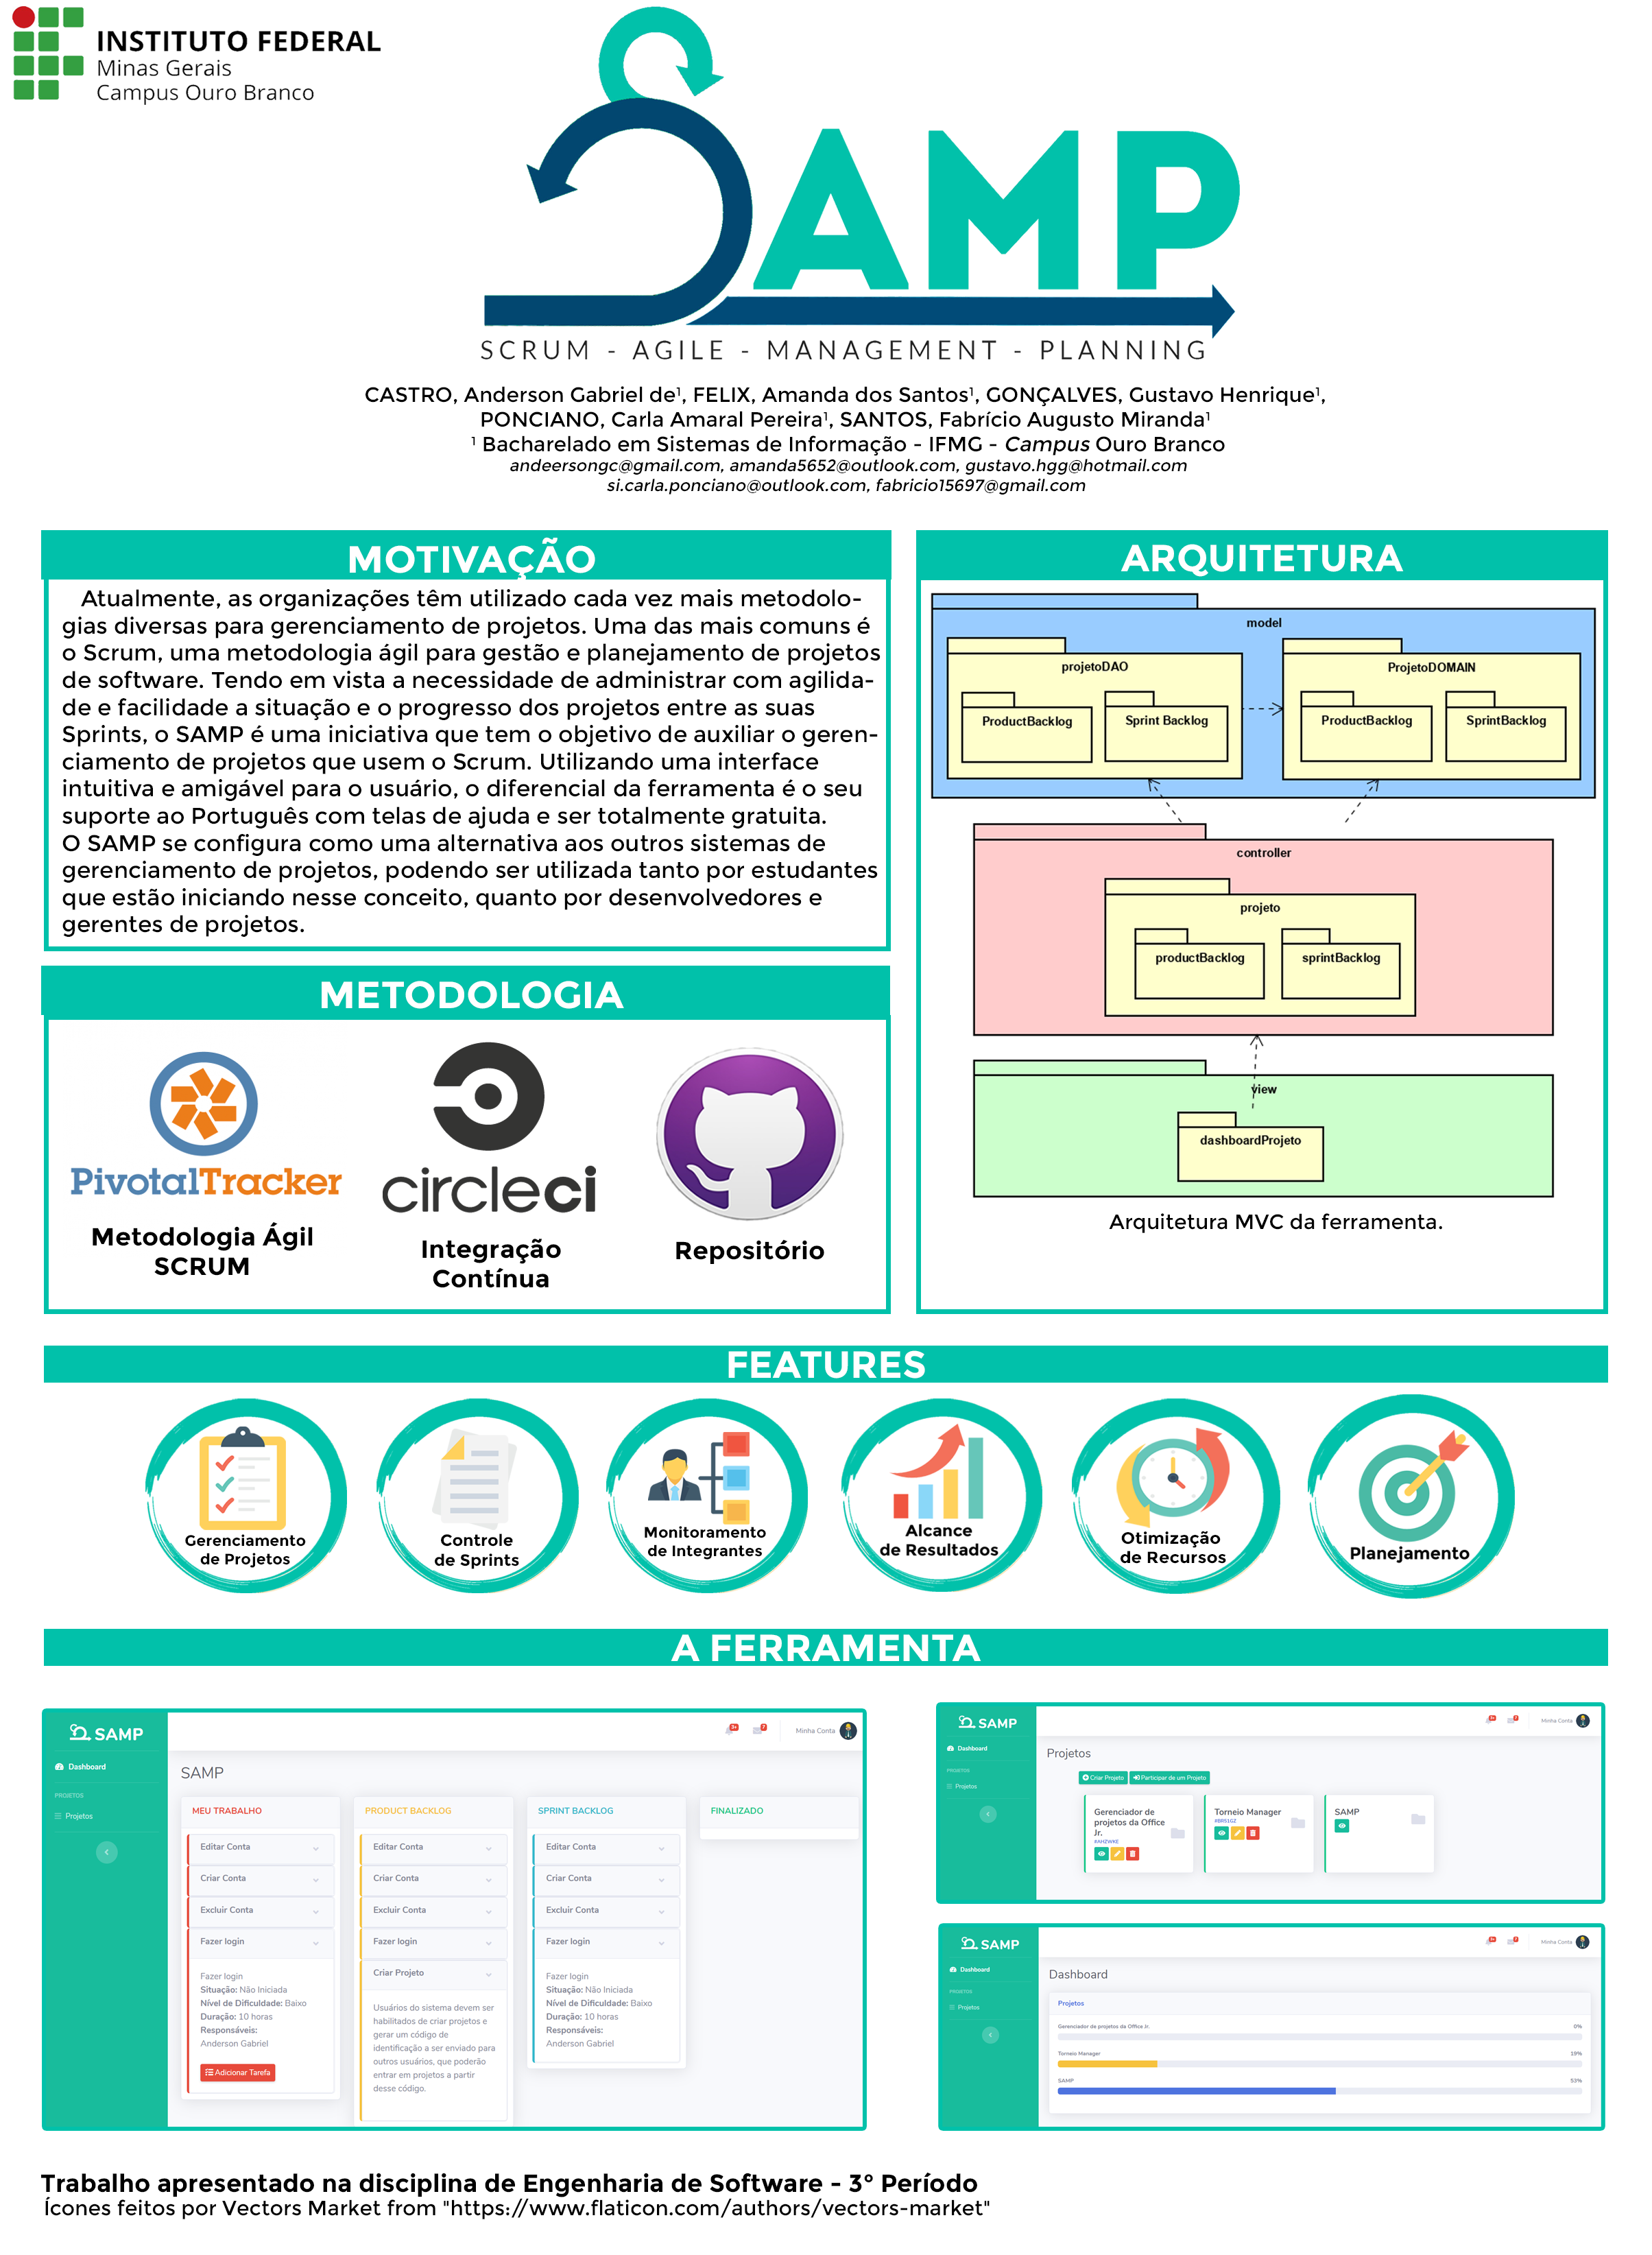 INSTITUTO FEDERAL
Minas Gerais
Campus Ouro Branco
SAMP
SCRUM - AGILE - MANAGEMENT - PLANNING
CASTRO, Anderson Gabriel de¹, FELIX, Amanda dos Santos¹, GONÇALVES, Gustavo Henrique¹,
PONCIANO, Carla Amaral Pereira¹, SANTOS, Fabrício Augusto Miranda¹
¹ Bacharelado em Sistemas de Informação - IFMG - Campus Ouro Branco
andeersongc@gmail.com, amanda5652@outlook.com, gustavo.hgg@hotmail.com
si.carla.ponciano@outlook.com, fabricio15697@gmail.com
MOTIVAÇÃO
Atualmente, as organizações têm utilizado cada vez mais metodolo-
gias diversas para gerenciamento de projetos. Uma das mais comuns é
o Scrum, uma metodologia ágil para gestão e planejamento de projetos
de software. Tendo em vista a necessidade de administrar com agilida-
de e facilidade a situação e o progresso dos projetos entre as suas
Sprints, o SAMP é uma iniciativa que tem o objetivo de auxiliar o geren-
ciamento de projetos que usem o Scrum. Utilizando uma interface
intuitiva e amigável para o usuário, o diferencial da ferramenta é o seu
suporte ao Português com telas de ajuda e ser totalmente gratuita.
O SAMP se configura como uma alternativa aos outros sistemas de
gerenciamento de projetos, podendo ser utilizada tanto por estudantes
que estão iniciando nesse conceito, quanto por desenvolvedores e
gerentes de projetos.
METODOLOGIA
PivotalTracker
Metodologia Ágil
SCRUM
circleci
Integração
Contínua
Repositório
ARQUITETURA
model
projetoDAO
ProductBacklog
Sprint Backlog
ProjetoDOMAIN
ProductBacklog
SprintBacklog
controller
projeto
productBacklog
sprintBacklog
view
dashboardProjeto
Arquitetura MVC da ferramenta.
FEATURES
Gerenciamento
de Projetos
Controle
de Sprints
Monitoramento
de Integrantes
Alcance
de Resultados
Otimização
de Recursos
Planejamento
A FERRAMENTA
SAMP
Dashboard
PROJETOS
Projetos
3+
7
Minha Conta
SAMP
MEU TRABALHO
Editar Conta
Criar Conta
Excluir Conta
Fazer login
Fazer login
Situação: Não Iniciada
Nível de Dificuldade: Baixo
Duração: 10 horas
Responsáveis:
Anderson Gabriel
Adicionar Tarefa
PRODUCT BACKLOG
Editar Conta
Criar Conta
Excluir Conta
Fazer login
Criar Projeto
Usuários do sistema devem ser
habilitados de criar projetos e
gerar um código de
identificação a ser enviado para
outros usuários, que poderão
entrar em projetos a partir
desse código.
SPRINT BACKLOG
Editar Conta
Criar Conta
Excluir Conta
Fazer login
Fazer login
Situação: Não Iniciada
Nível de Dificuldade: Baixo
Duração: 10 horas
Responsáveis:
Anderson Gabriel
FINALIZADO
SAMP
Dashboard
PROJETOS
Projetos
3+
7
Minha Conta
Projetos
Criar Projeto
Participar de um Projeto
Gerenciador de
projetos da Office
Jr.
Torneio Manager
SAMP
SAMP
Dashboard
PROJETOS
Projetos
3+
7
Minha Conta
Dashboard
Projetos
Gerenciador de projetos da Office Jr.
0%
Torneio Manager
19%
SAMP
53%
Trabalho apresentado na disciplina de Engenharia de Software - 3° Período
Ícones feitos por Vectors Market from "https://www.flaticon.com/authors/vectors-market"